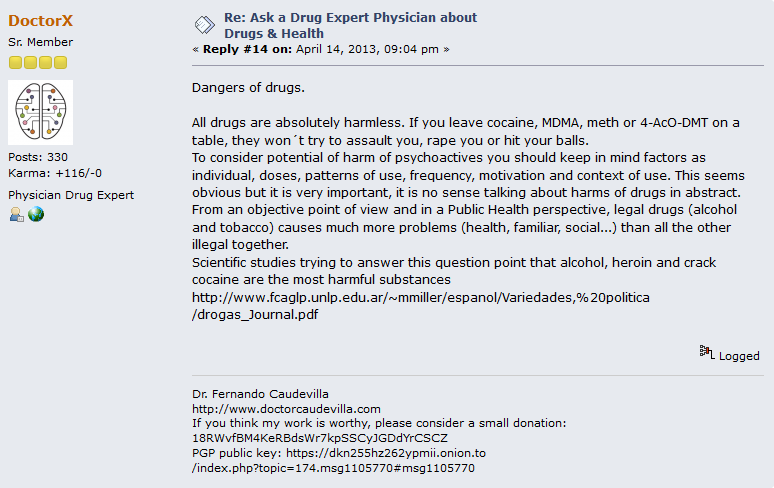 DoctorX
Sr. Member
Posts: 330
Karma: +116/-0
Physician Drug Expert
Re: Ask a Drug Expert Physician about
Drugs & Health
« Reply #14 on: April 14, 2013, 09:04 pm »
Dangers of drugs.
All drugs are absolutely harmless. If you leave cocaine, MDMA, meth or 4-AcO-DMT on a
table, they won´t try to assault you, rape you or hit your balls.
To consider potential of harm of psychoactives you should keep in mind factors as
individual, doses, patterns of use, frequency, motivation and context of use. This seems
obvious but it is very important, it is no sense talking about harms of drugs in abstract.
From an objective point of view and in a Public Health perspective, legal drugs (alcohol
and tobacco) causes much more problems (health, familiar, social...) than all the other
illegal together.
Scientific studies trying to answer this question point that alcohol, heroin and crack
cocaine are the most harmful substances
http://www.fcaglp.unlp.edu.ar/~mmiller/espanol/Variedades,%20politica
/drogas_Journal.pdf
Logged
Dr. Fernando Caudevilla
http://www.doctorcaudevilla.com
If you think my work is worthy, please consider a small donation:
18RWvfBM4KeRBdsWr7kpSSCyJGDdYrCSCZ
PGP public key: https://dkn255hz262ypmii.onion.to
/index.php?topic=174.msg1105770#msg1105770